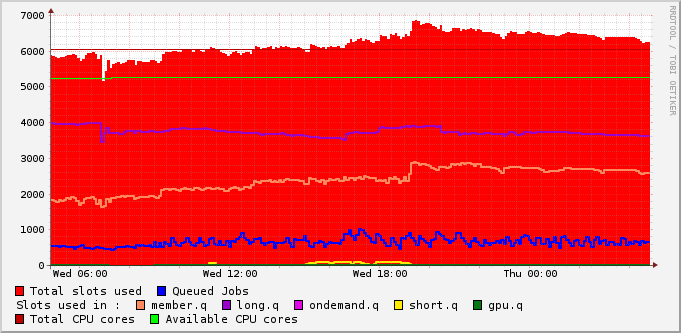 7000
6000
5000
4000
3000
2000
1000
0
Wed 06:00 Wed 12:00 Wed 18:00 Thu 00:00
RRDTOOL / TOBI OETIKER
Total slots used Queued Jobs
Slots used in : member.q long.q ondemand.q short.q gpu.q
Total CPU cores Available CPU cores